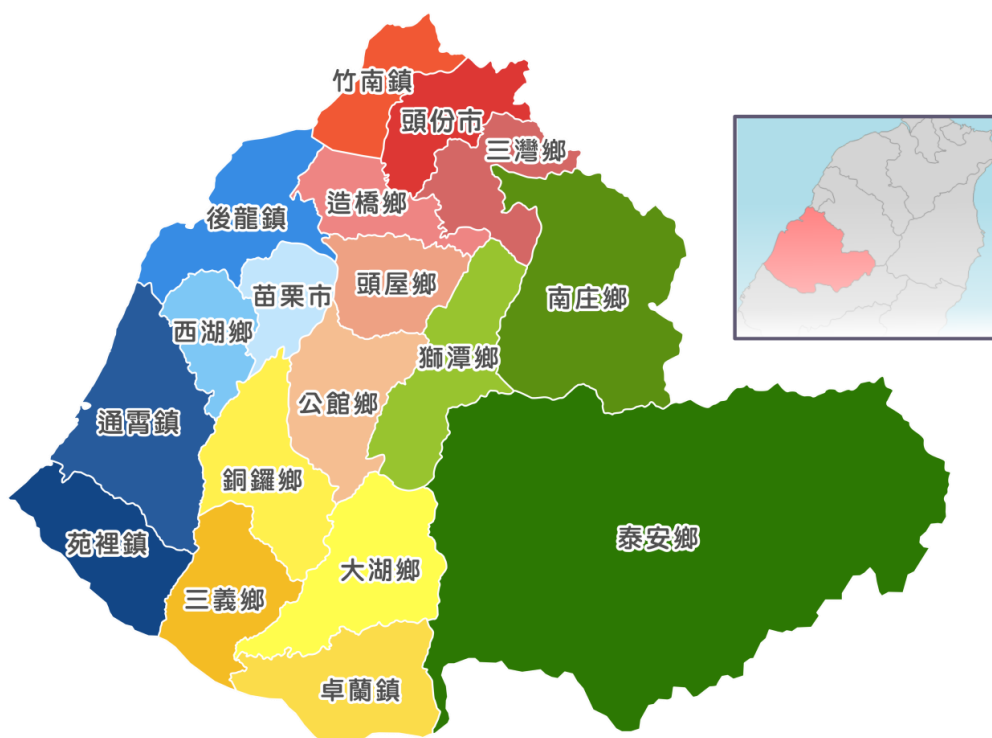 竹南鎮
頭份市
三灣鄉
造橋鄉
後龍鎮
頭屋鄉
苗栗市
南庄鄉
西湖鄉
獅潭鄉
公館鄉
通霄鎮
銅鑼鄉
泰安鄉
苑裡鎮
大湖鄉
三義鄉
卓蘭鎮